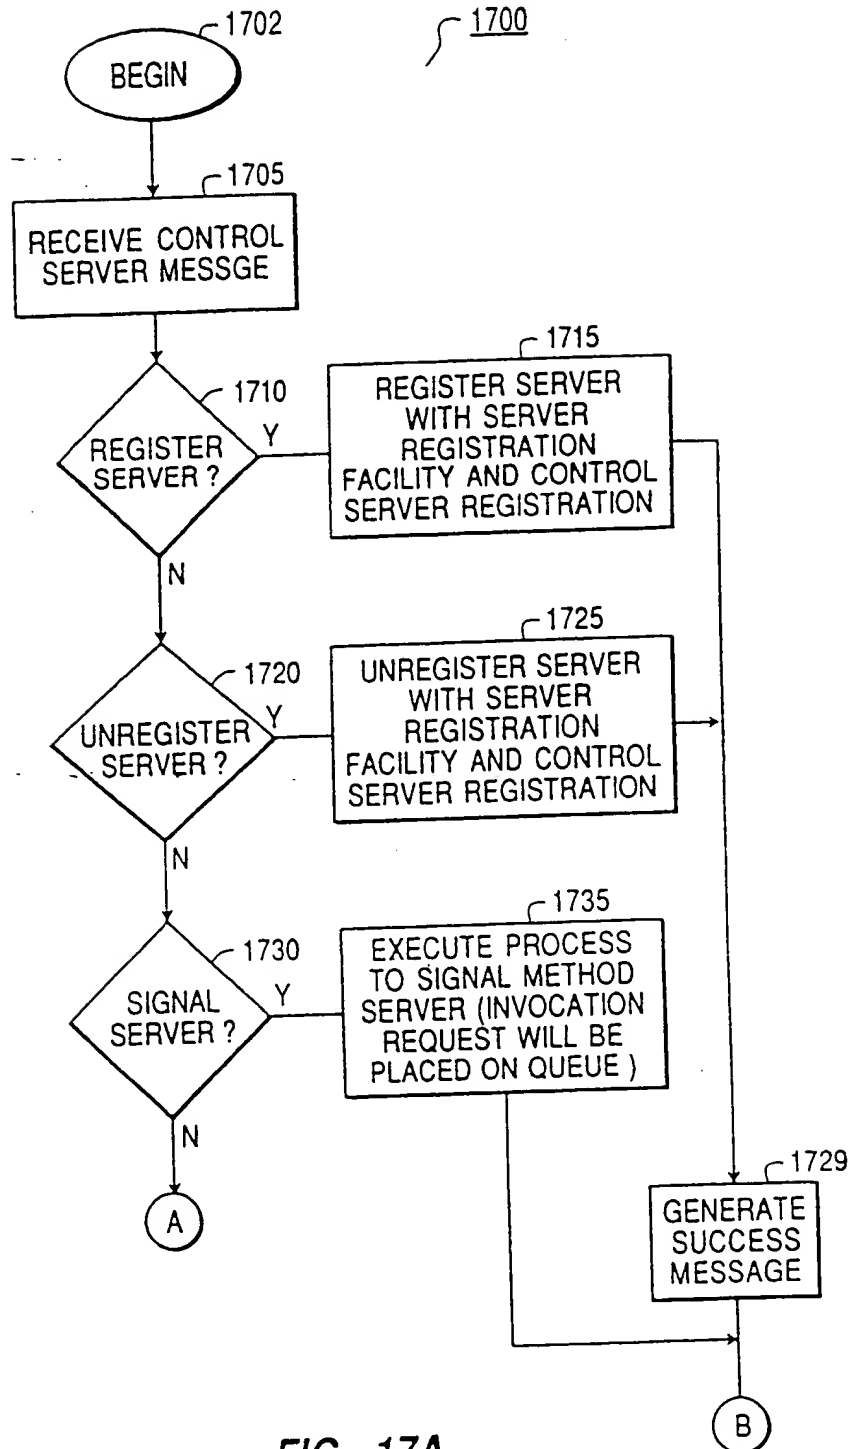 1700
1702
BEGIN
1705
RECEIVE CONTROL
SERVER MESSGE
1710
REGISTER
SERVER ?
Y
N
1715
REGISTER SERVER
WITH SERVER
REGISTRATION
FACILITY AND CONTROL
SERVER REGISTRATION
1720
UNREGISTER
SERVER ?
Y
N
1725
UNREGISTER SERVER
WITH SERVER
REGISTRATION
FACILITY AND CONTROL
SERVER REGISTRATION
1730
SIGNAL
SERVER ?
Y
N
1735
EXECUTE PROCESS
TO SIGNAL METHOD
SERVER (INVOCATION
REQUEST WILL BE
PLACED ON QUEUE )
A
1729
GENERATE
SUCCESS
MESSAGE
B
FIG. 17A